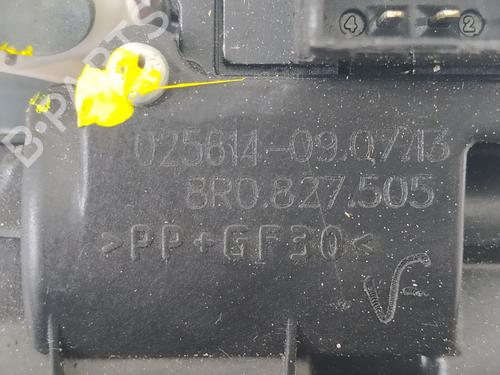 ④ ②
B-PARTS
025614-09.07.13
8R0.827.505
>PP+GF30<